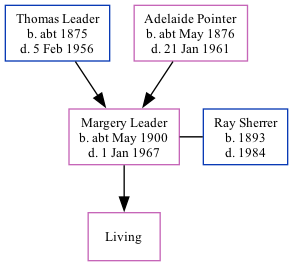 Thomas Leader
b. abt 1875
d. 5 Feb 1956
Adelaide Pointer
b. abt May 1876
d. 21 Jan 1961
Margery Leader
b. abt May 1900
d. 1 Jan 1967
Ray Sherrer
b. 1893
d. 1984
Living